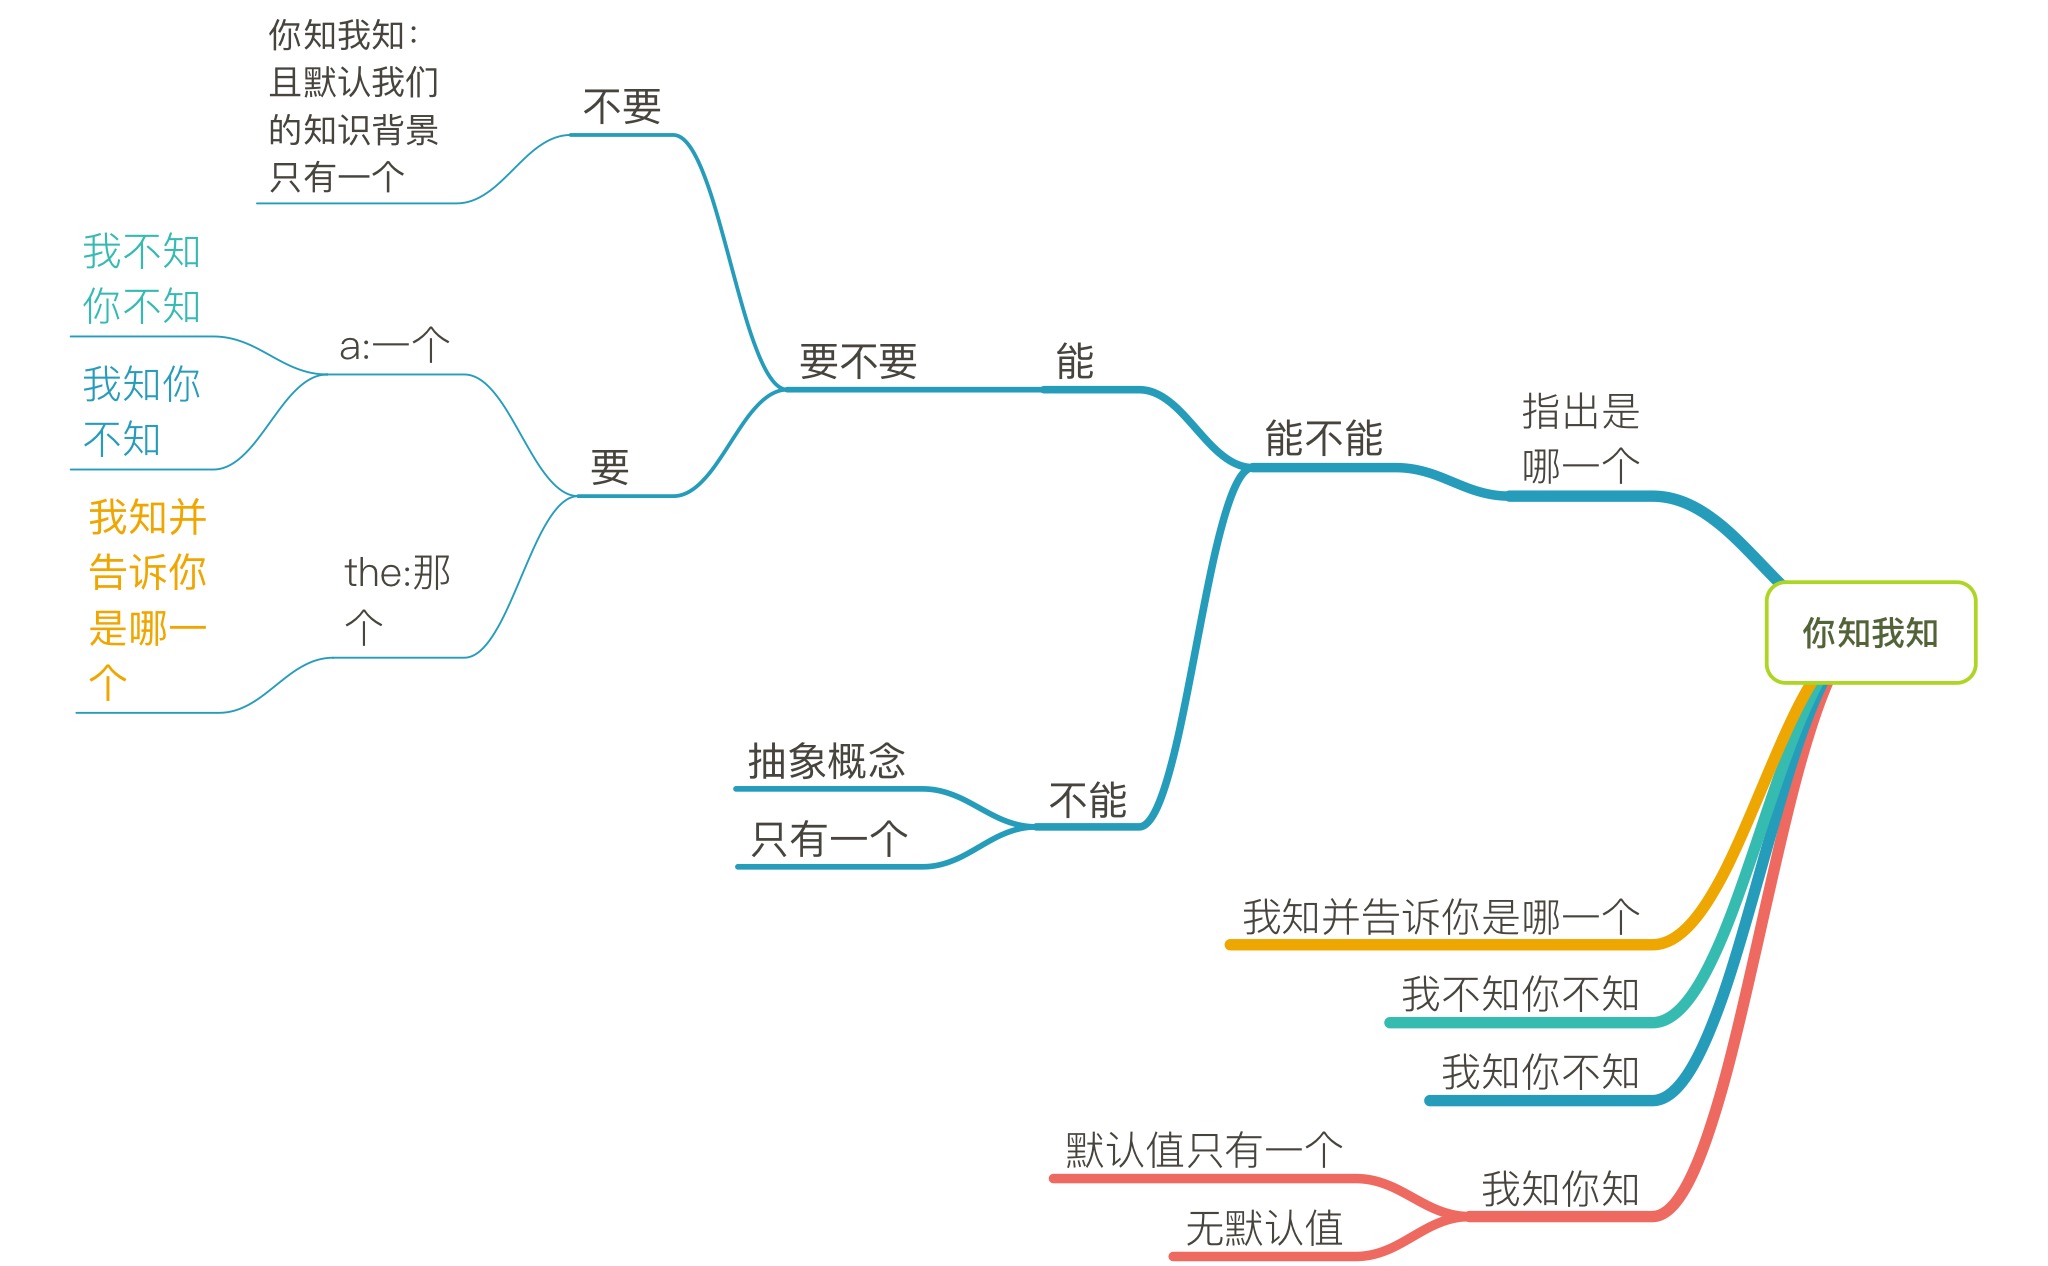 你知我知：
且默认我们
的知识背景
只有一个
不要
我不知
你不知
a:一个
我知你
不知
要不要
能
要
能不能
指出是
哪一个
我知并
告诉你
是哪一
个
the:那
个
你知我知
抽象概念
不能
只有一个
我知并告诉你是哪一个
我不知你不知
我知你不知
默认值只有一个
我知你知
无默认值